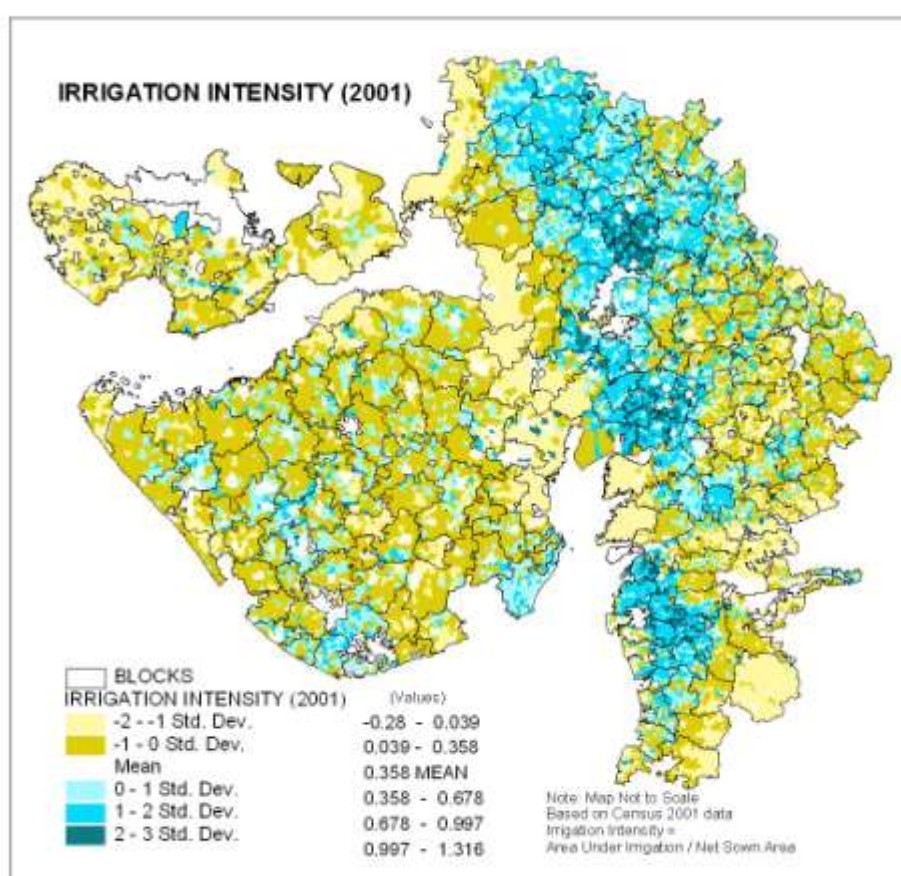 IRRIGATION INTENSITY (2001)
BLOCKS
IRRIGATION INTENSITY (2001) (Values)
-2 - -1 Std. Dev. -0.28 - 0.039
-1 - 0 Std. Dev. 0.039 - 0.358
Mean 0.358 MEAN
0 - 1 Std. Dev. 0.358 - 0.678
1 - 2 Std. Dev. 0.678 - 0.997
2 - 3 Std. Dev. 0.997 - 1.316
Note: Map Not to Scale
Based on Census 2001 data
Irrigation Intensity =
Area Under Irrigation / Net Sown Area